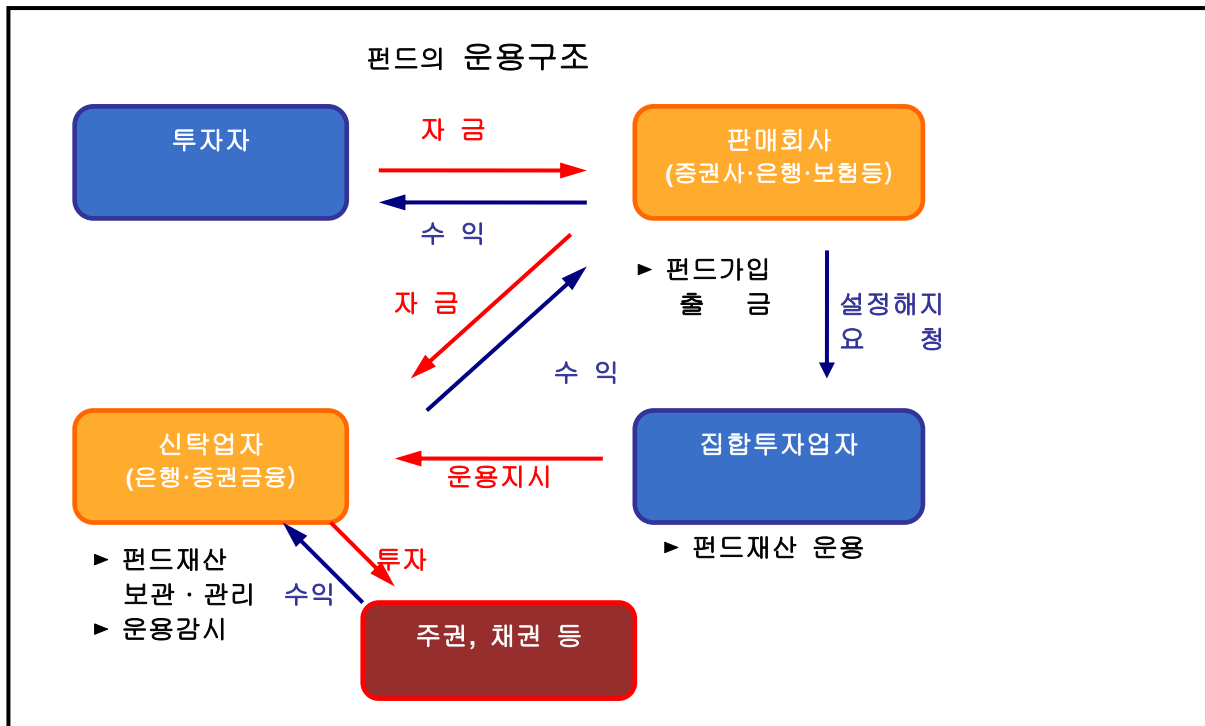 펀드의 운용구조
투자자
자 금
판매회사
(증권사·은행·보험등)
수 익
► 펀드가입
출 금
자 금
설정해지
요 청
수 익
신탁업자
(은행·증권금융)
운용지시
집합투자업자
► 펀드재산 운용
► 펀드재산
보관·관리
► 운용감시
투자
수익
주권, 채권 등